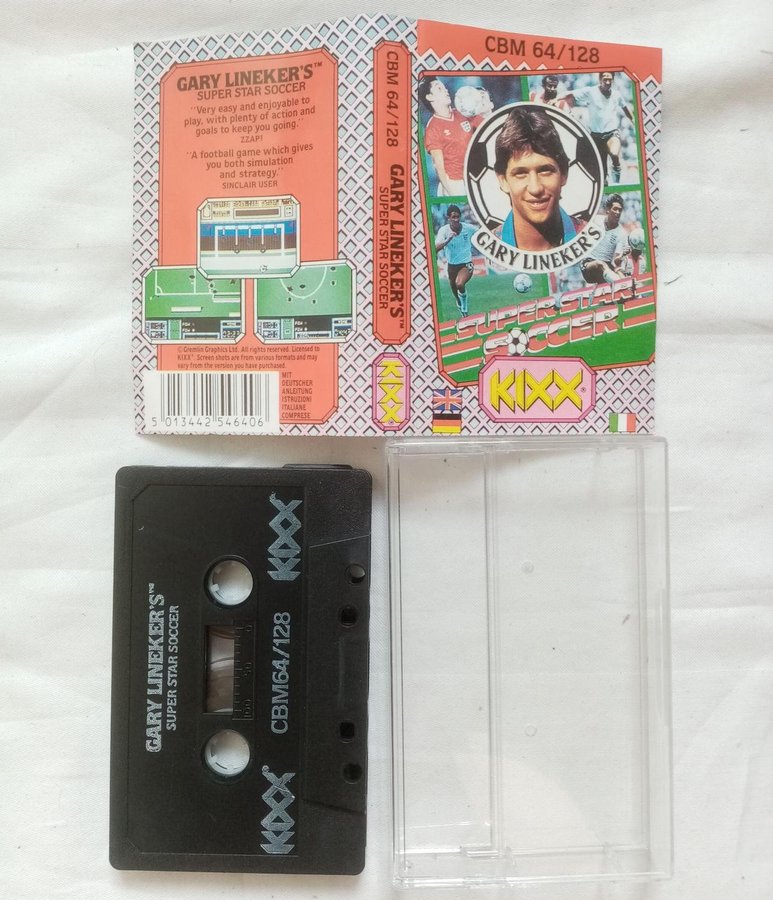 GARY LINEKER'S™
SUPER STAR SOCCER
"Very easy and enjoyable to
play, with plenty of action and
goals to keep you going."
ZZAP!
"A football game which gives
you both simulation
and strategy."
SINCLAIR USER
© Gremlin Graphics Ltd. All rights reserved. Licensed to
KIXX®. Screen shots are from various formats and may
vary from the version you have purchased.
5 013442 546406
MIT
DEUTSCHER
ANLEITUNG
ISTRUZIONI
ITALIANE
COMPRESE
CBM 64/128
GARY LINEKER'S™
SUPER STAR SOCCER
KIXX
CBM 64/128
GARY LINEKER'S
SUPER STAR
SOCCER
KIXX®
GARY LINEKER'S™
SUPER STAR SOCCER
100 50 0
CBM64/128
KIXX®
KIXX